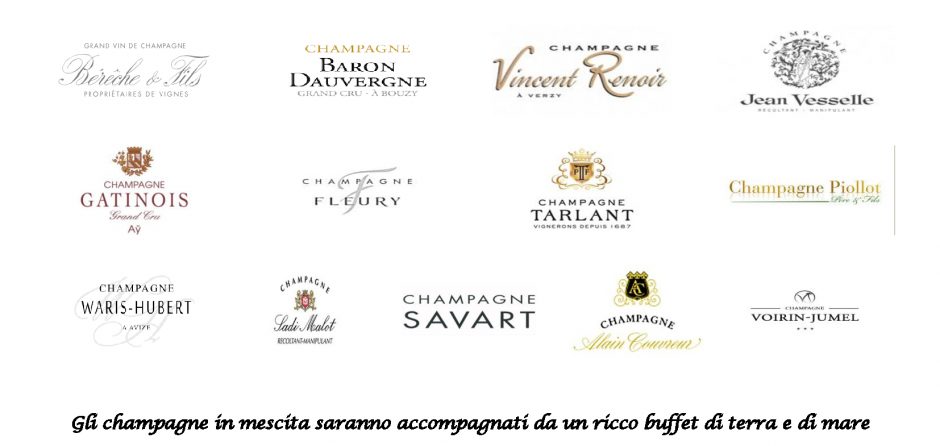 GRAND VIN DE CHAMPAGNE
Bérêche & Fils
PROPRIÉTAIRES DE VIGNES
CHAMPAGNE
BARON
DAUVERGNE
GRAND CRU - À BOUZY
CHAMPAGNE
Vincent Renoir
À VERZY
CHAMPAGNE
Jean Vesselle
RÉCOLTANT - MANIPULANT
CHAMPAGNE
GATINOIS
Grand Cru
Aÿ
CHAMPAGNE
FLEURY
CHAMPAGNE
TARLANT
VIGNERONS DEPUIS 1687
Champagne Piollot
Père & Fils
CHAMPAGNE
WARIS-HUBERT
A AVIZE
CHAMPAGNE
Sadi Malot
RÉCOLTANT-MANIPULANT
CHAMPAGNE
SAVART
CHAMPAGNE
Alain Couvreur
CHAMPAGNE
VOIRIN-JUMEL
Gli champagne in mescita saranno accompagnati da un ricco buffet di terra e di mare